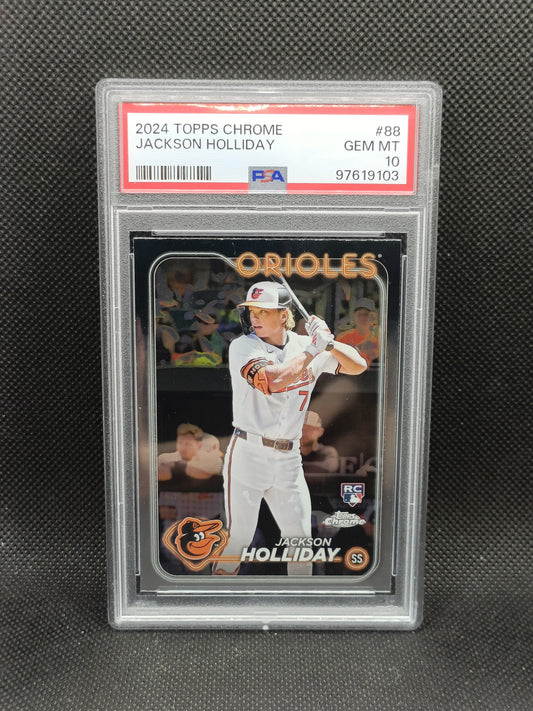 2024 TOPPS CHROME #88
JACKSON HOLLIDAY GEM MT
10
PSA 97619103
ORIOLES
7
RC
Topps
Chrome
JACKSON
HOLLIDAY
SS